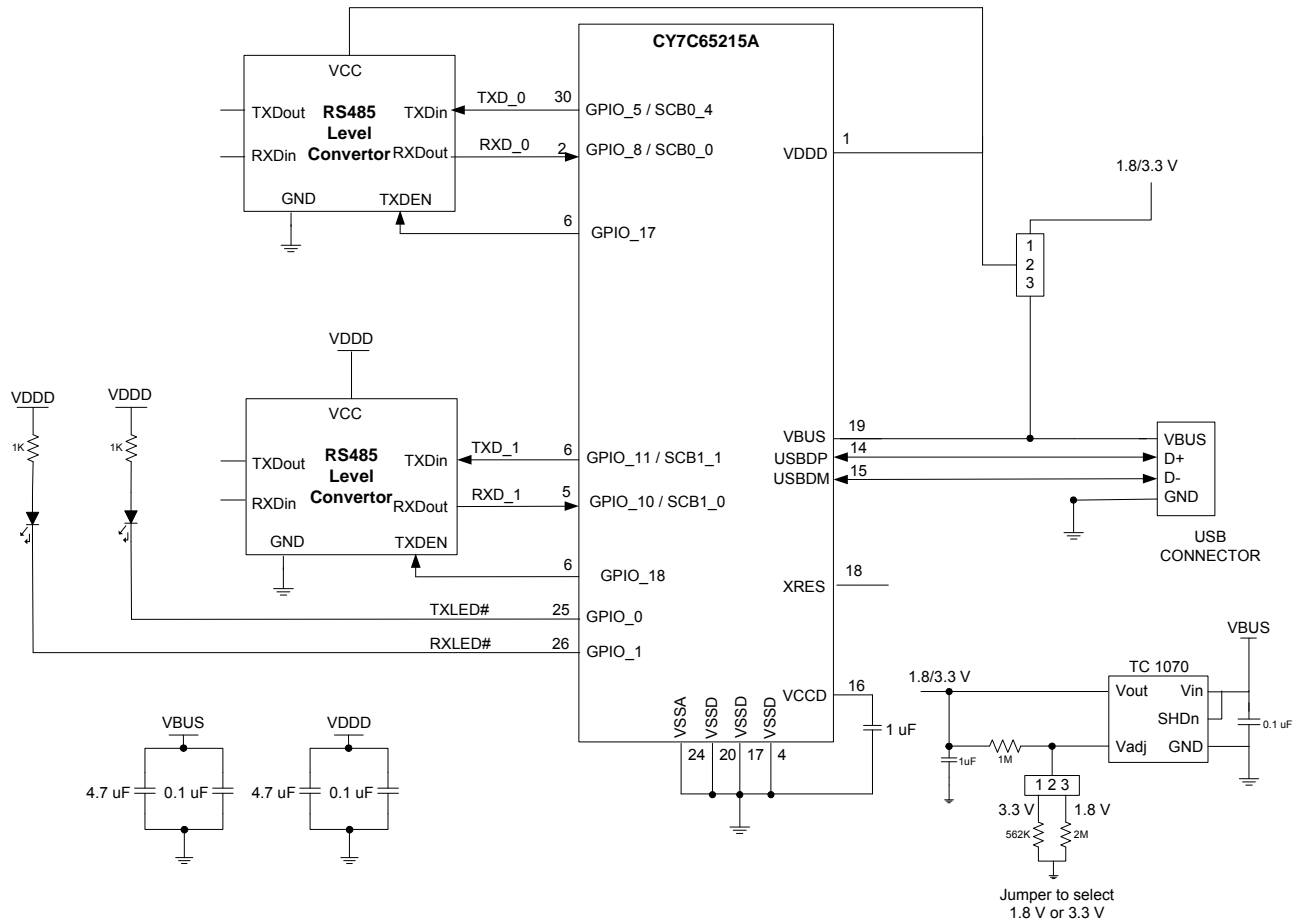 CY7C65215A
VCC
TXDout
RS485
Level
Convertor
TXDin
RXDin
RXDout
GND
TXDEN
TXD_0
30
GPIO_5 / SCB0_4
RXD_0
2
GPIO_8 / SCB0_0
6
GPIO_17
VDDD
1
1.8/3.3 V
1
2
3
VDDD
VCC
TXDout
RS485
Level
Convertor
TXDin
RXDin
RXDout
GND
TXDEN
TXD_1
6
GPIO_11 / SCB1_1
RXD_1
5
GPIO_10 / SCB1_0
6
GPIO_18
VDDD
1K
VDDD
1K
TXLED#
25
GPIO_0
RXLED#
26
GPIO_1
VBUS
19
USBDP
14
USBDM
15
VBUS
D+
D-
GND
USB
CONNECTOR
XRES
18
VCCD
16
1 uF
VSSA
VSSD
VSSD
VSSD
24
20
17
4
VBUS
4.7 uF
0.1 uF
VDDD
4.7 uF
0.1 uF
VBUS
TC 1070
1.8/3.3 V
Vout
Vin
SHDn
Vadj
GND
0.1 uF
1uF
1M
1 2 3
3.3 V
1.8 V
562K
2M
Jumper to select
1.8 V or 3.3 V